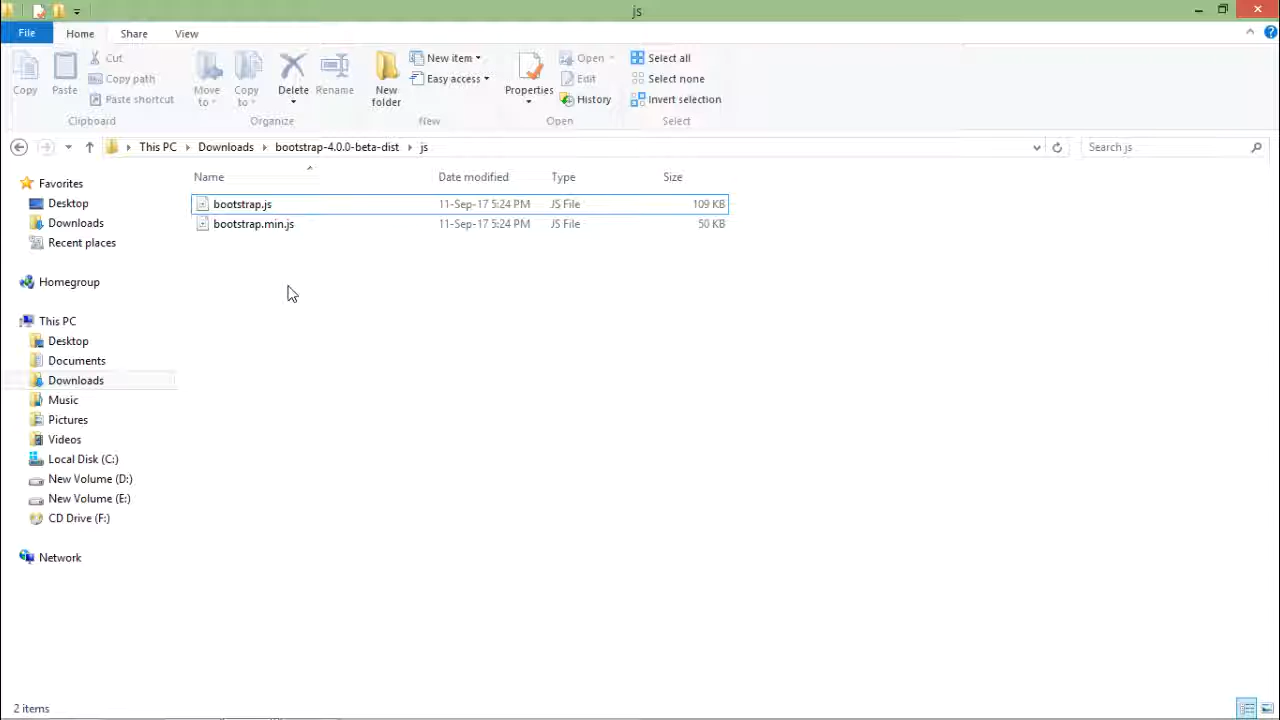 js
File Home Share View
Copy
Paste
Cut
Copy path
Paste shortcut
Clipboard
Move to
Copy to
Delete
Rename
Organize
New folder
New item
Easy access
New
Properties
Open
Edit
History
Open
Select all
Select none
Invert selection
Select
This PC Downloads bootstrap-4.0.0-beta-dist js
Search js
Name Date modified Type Size
bootstrap.js 11-Sep-17 5:24 PM JS File 109 KB
bootstrap.min.js 11-Sep-17 5:24 PM JS File 50 KB
Favorites
Desktop
Downloads
Recent places
Homegroup
This PC
Desktop
Documents
Downloads
Music
Pictures
Videos
Local Disk (C:)
New Volume (D:)
New Volume (E:)
CD Drive (F:)
Network
2 items